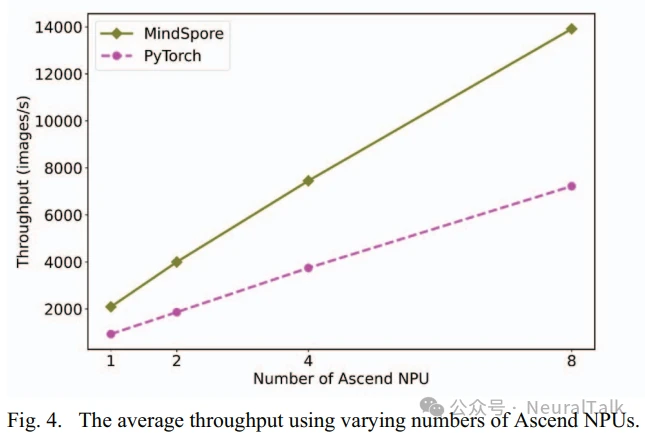 14000
12000
10000
8000
6000
4000
2000
Throughput (images/s)
MindSpore
PyTorch
1 2 4 8
Number of Ascend NPU
公众号 · NeuralTalk
Fig. 4. The average throughput using varying numbers of Ascend NPUs.